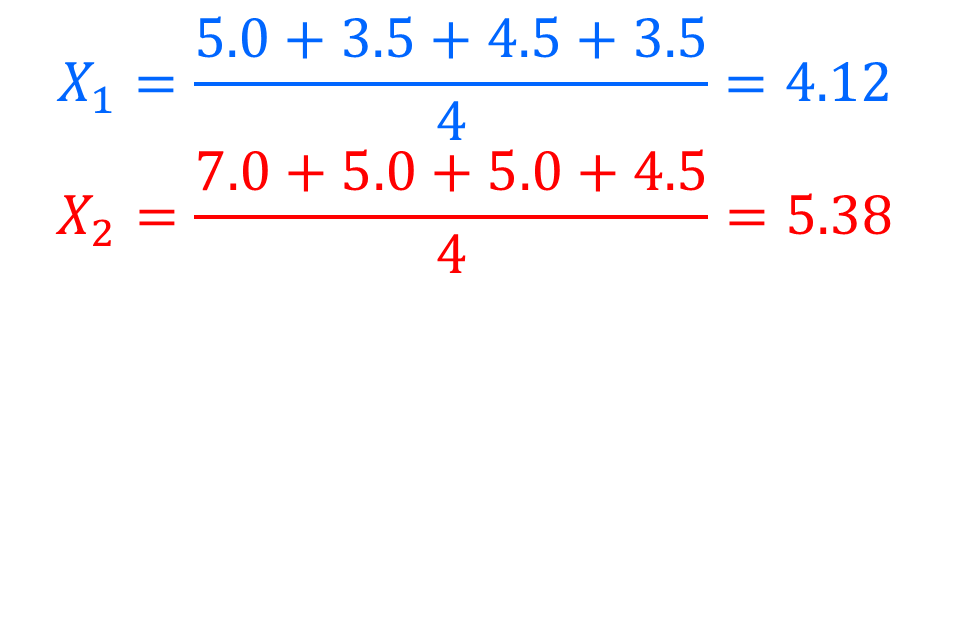 X₁ = (5.0 + 3.5 + 4.5 + 3.5)/4 = 4.12
X₂ = (7.0 + 5.0 + 5.0 + 4.5)/4 = 5.38